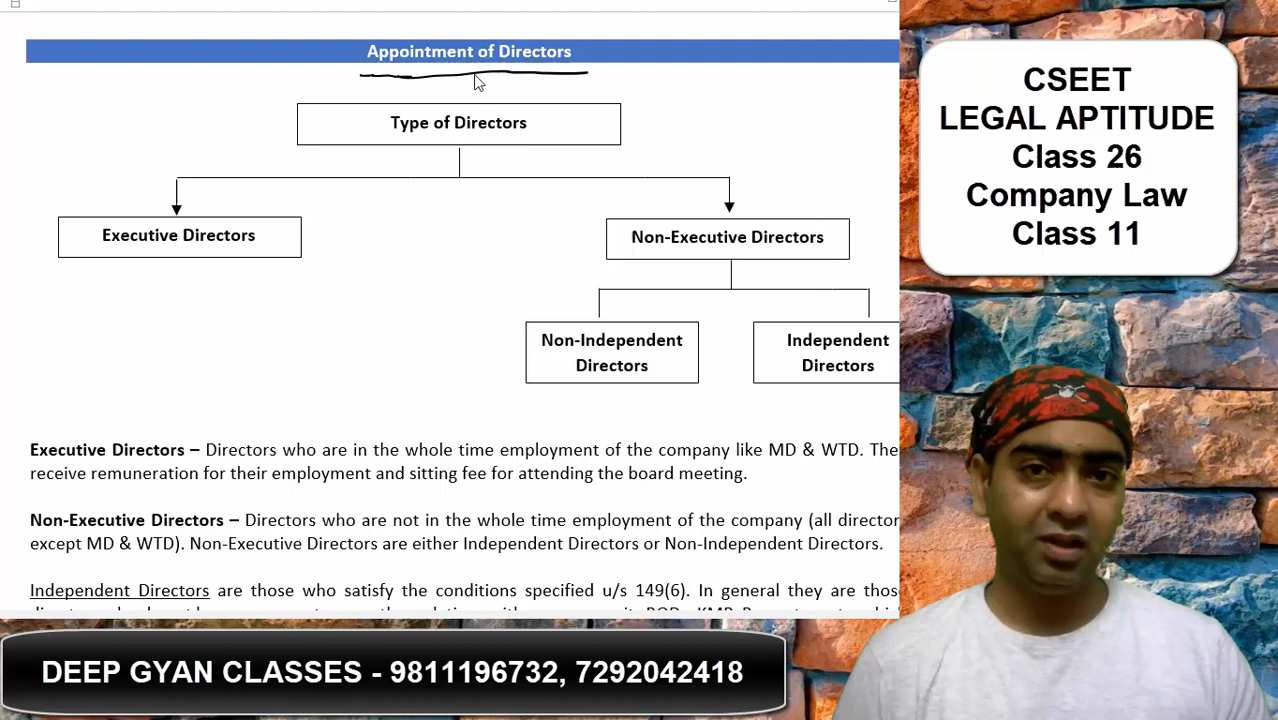 Appointment of Directors
Type of Directors
Executive Directors
Non-Executive Directors
Non-Independent
Directors
Independent
Directors
Executive Directors – Directors who are in the whole time employment of the company like MD & WTD. The
receive remuneration for their employment and sitting fee for attending the board meeting.
Non-Executive Directors – Directors who are not in the whole time employment of the company (all director
except MD & WTD). Non-Executive Directors are either Independent Directors or Non-Independent Directors.
Independent Directors are those who satisfy the conditions specified u/s 149(6). In general they are thos
CSEET
LEGAL APTITUDE
Class 26
Company Law
Class 11
DEEP GYAN CLASSES - 9811196732, 7292042418